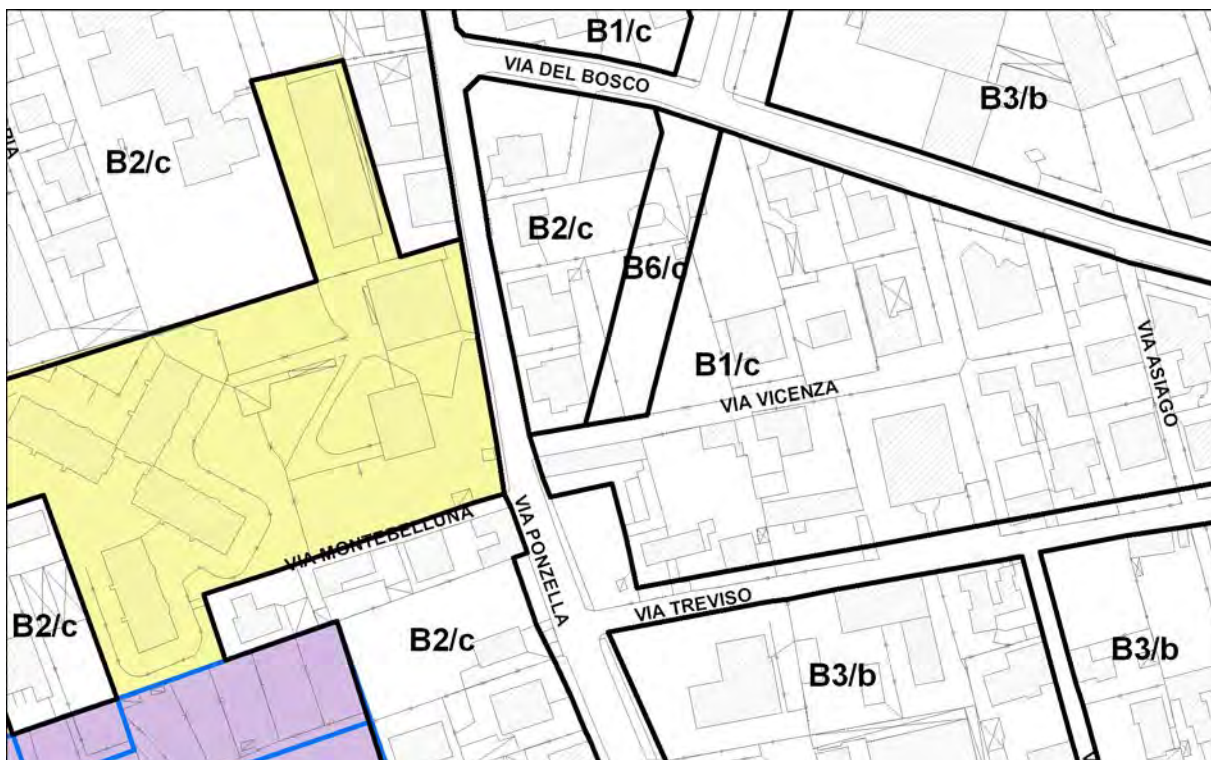 B1/c
VIA DEL BOSCO
B3/b
B2/c
B2/c
B6/c
B1/c
VIA VICENZA
VIA ASIAGO
VIA MONTEBELLUNA
VIA PONZELLA
VIA TREVISO
B2/c
B2/c
B3/b
B3/b